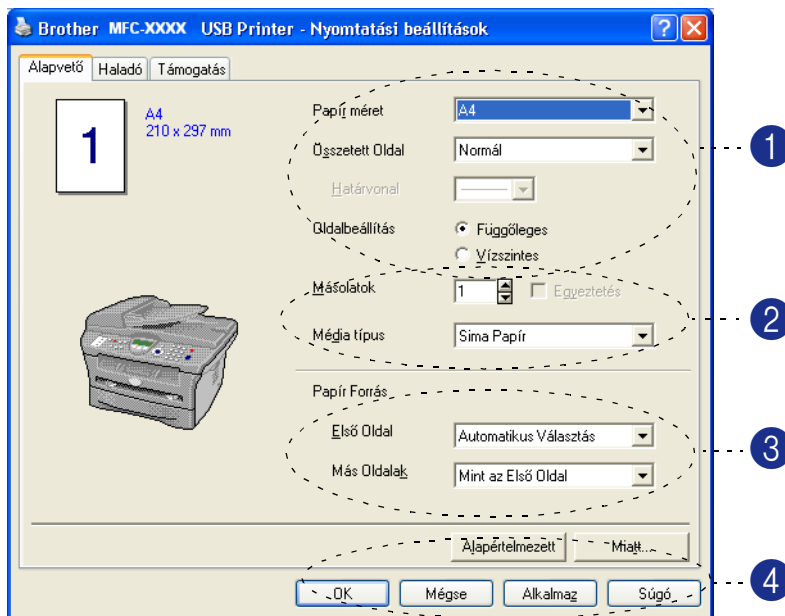 Brother MFC-XXXX USB Printer - Nyomtatási beállítások
Alapvető Haladó Támogatás
1
A4
210 x 297 mm
Papír méret A4
Összetett Oldal Normál
Határvonal
Oldalbeállítás Függőleges
Vízszintes
1
Másolatok 1 Egyeztetés
Média típus Sima Papír
2
Papír Forrás
Első Oldal Automatikus Választás
Más Oldalak Mint az Első Oldal
3
Alapértelmezett Miatt...
OK Mégse Alkalmaz Súgó
4